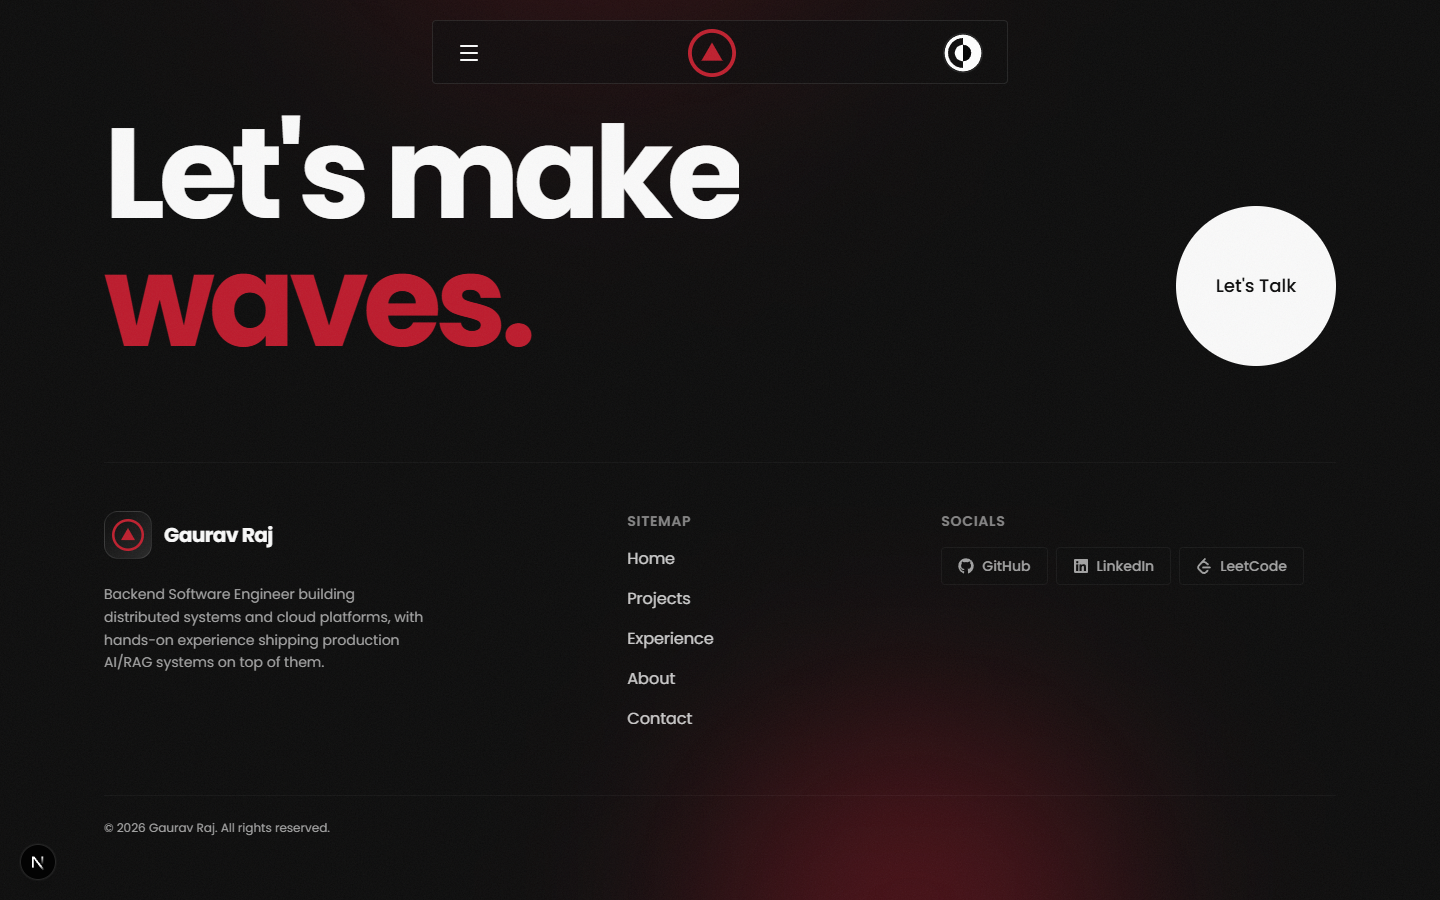 Let's make
waves.
Let's Talk
Gaurav Raj
Backend Software Engineer building
distributed systems and cloud platforms, with
hands-on experience shipping production
AI/RAG systems on top of them.
SITEMAP
Home
Projects
Experience
About
Contact
SOCIALS
GitHub
LinkedIn
LeetCode
© 2026 Gaurav Raj. All rights reserved.
N